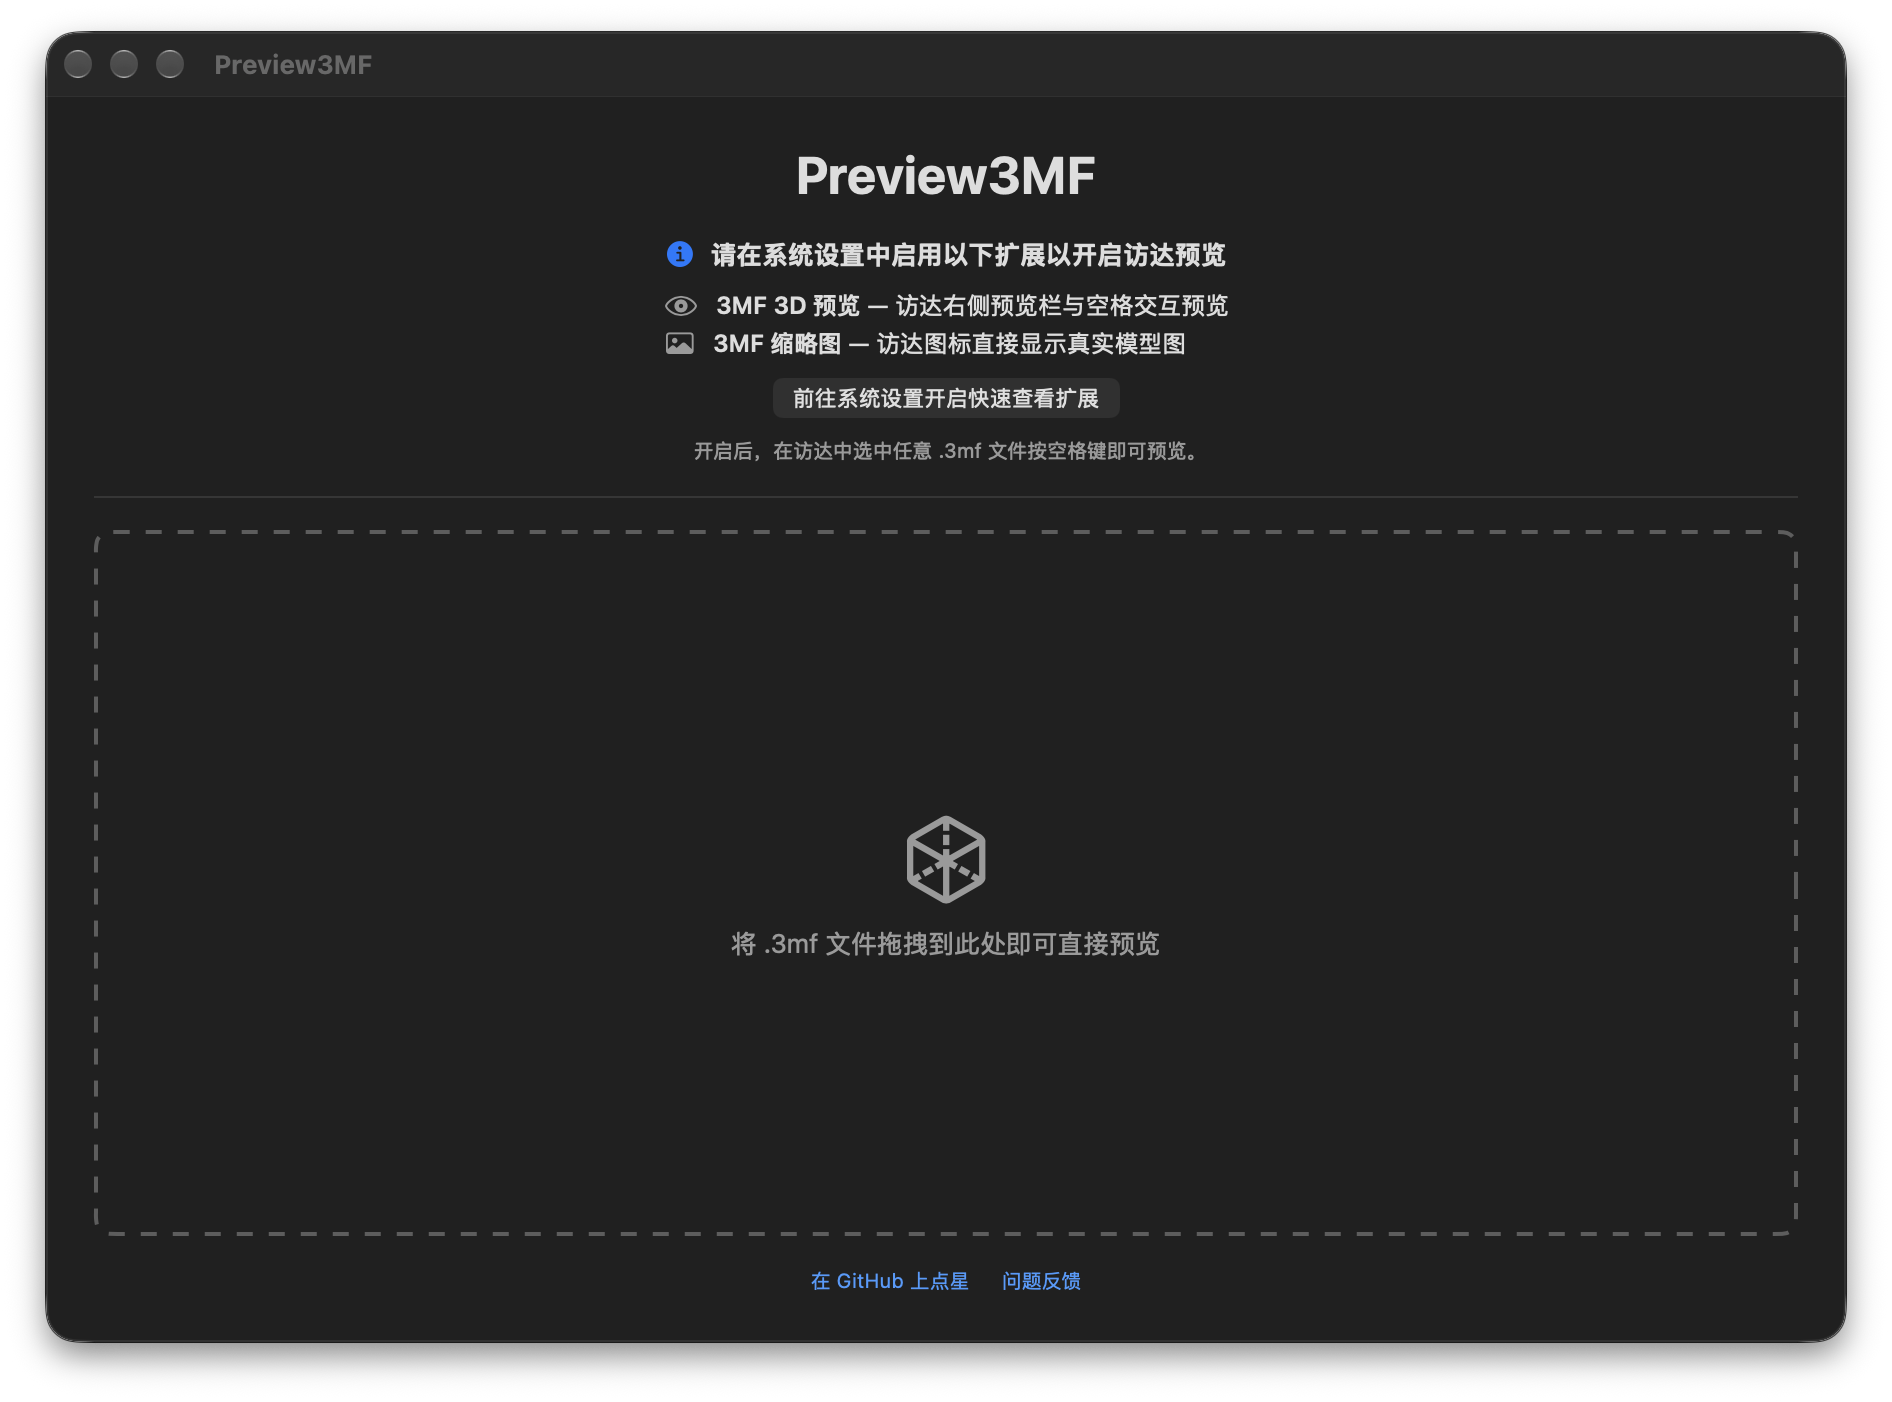 Preview3MF
Preview3MF
请在系统设置中启用以下扩展以开启访达预览
3MF 3D 预览 — 访达右侧预览栏与空格交互预览
3MF 缩略图 — 访达图标直接显示真实模型图
前往系统设置开启快速查看扩展
开启后，在访达中选中任意 .3mf 文件按空格键即可预览。
将 .3mf 文件拖拽到此处即可直接预览
在 GitHub 上点星 问题反馈